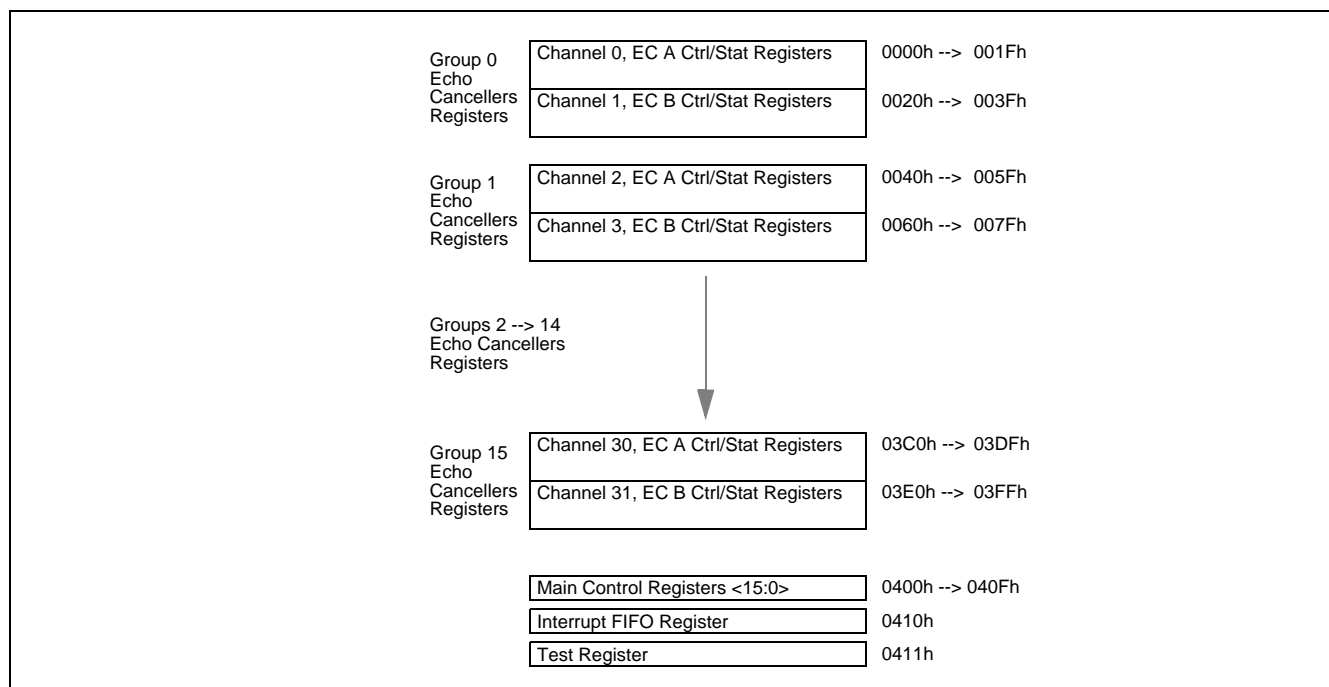 Group 0
Echo
Cancellers
Registers
Channel 0, EC A Ctrl/Stat Registers
0000h --> 001Fh
Channel 1, EC B Ctrl/Stat Registers
0020h --> 003Fh
Group 1
Echo
Cancellers
Registers
Channel 2, EC A Ctrl/Stat Registers
0040h --> 005Fh
Channel 3, EC B Ctrl/Stat Registers
0060h --> 007Fh
Groups 2 --> 14
Echo Cancellers
Registers
Group 15
Echo
Cancellers
Registers
Channel 30, EC A Ctrl/Stat Registers
03C0h --> 03DFh
Channel 31, EC B Ctrl/Stat Registers
03E0h --> 03FFh
Main Control Registers <15:0>
0400h --> 040Fh
Interrupt FIFO Register
0410h
Test Register
0411h